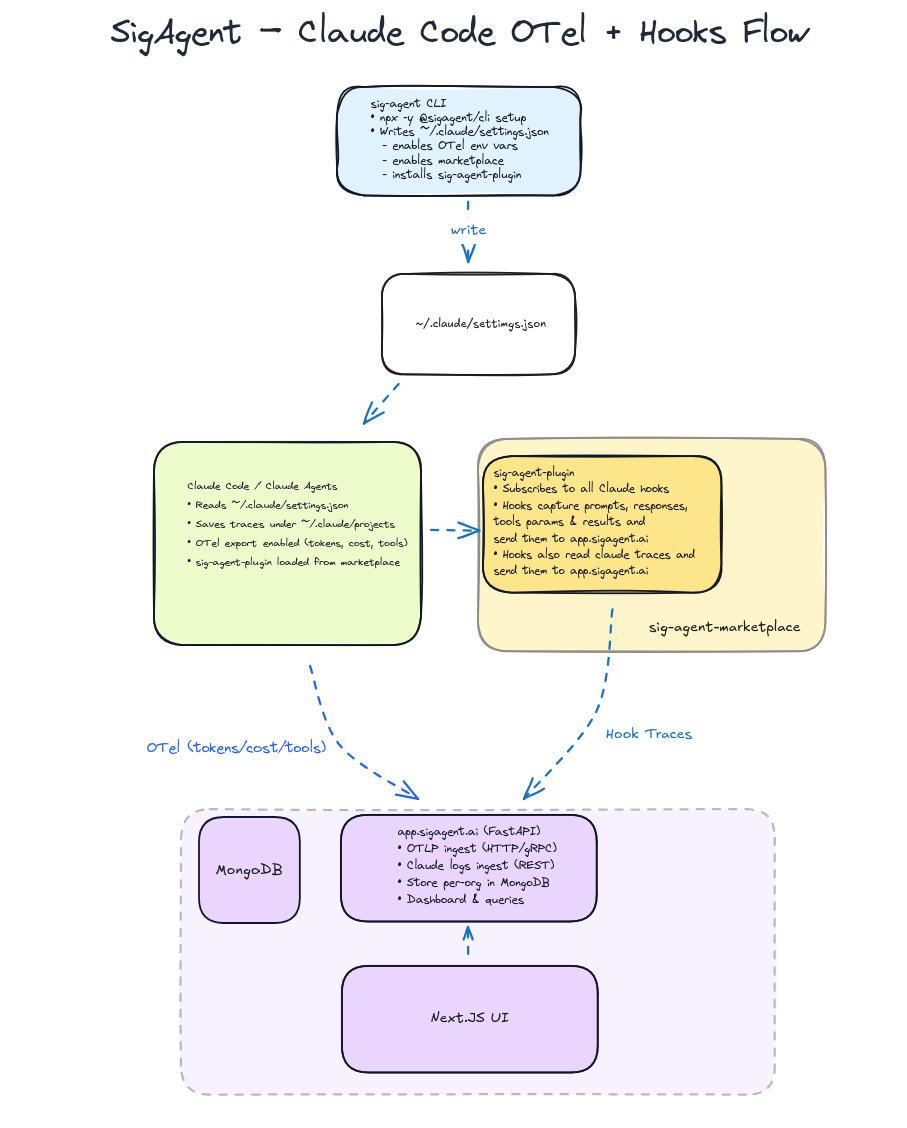 SigAgent — Claude Code OTel + Hooks Flow
sig-agent CLI
• npx -y @sigagent/cli setup
• Writes ~/.claude/settings.json
- enables OTel env vars
- enables marketplace
- installs sig-agent-plugin
write
~/.claude/settimgs.json
Claude Code / Claude Agents
• Reads ~/.claude/settings.json
• Saves traces under ~/.claude/projects
• OTel export enabled (tokens, cost, tools)
• sig-agent-plugin loaded from marketplace
sig-agent-plugin
• Subscribes to all Claude hooks
• Hooks capture prompts, responses,
tools params & results and
send them to app.sigagent.ai
• Hooks also read claude traces and
send them to app.sigagent.ai
sig-agent-marketplace
OTel (tokens/cost/tools)
Hook Traces
MongoDB
app.sigagent.ai (FastAPI)
• OTLP ingest (HTTP/gRPC)
• Claude logs ingest (REST)
• Store per-org in MongoDB
• Dashboard & queries
Next.JS UI